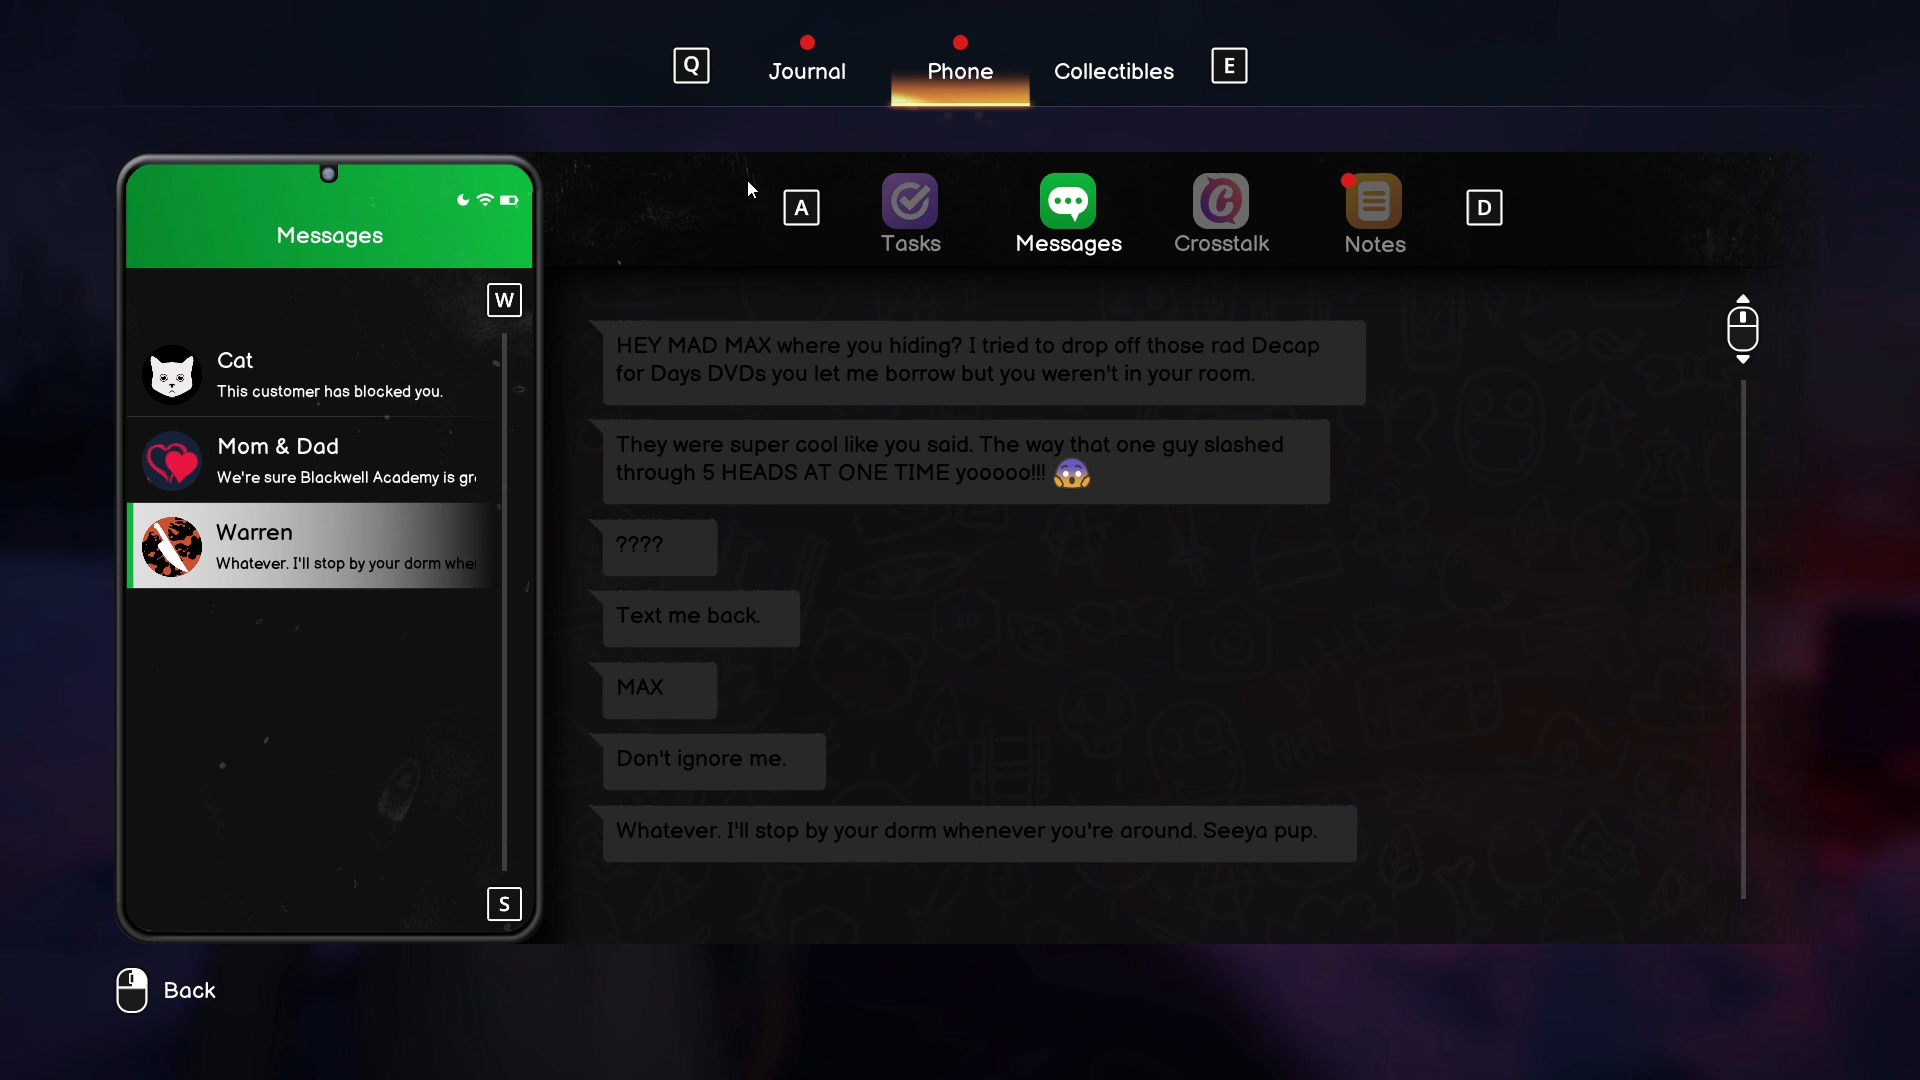 Q
Journal
Phone
Collectibles
E
Messages
A
Tasks
Messages
Crosstalk
Notes
D
W
Cat
This customer has blocked you.
Mom & Dad
We're sure Blackwell Academy is gr
Warren
Whatever. I'll stop by your dorm whe
S
HEY MAD MAX where you hiding? I tried to drop off those rad Decap
for Days DVDs you let me borrow but you weren't in your room.
They were super cool like you said. The way that one guy slashed
through 5 HEADS AT ONE TIME yooooo!!! 😱
????
Text me back.
MAX
Don't ignore me.
Whatever. I'll stop by your dorm whenever you're around. Seeya pup.
Back